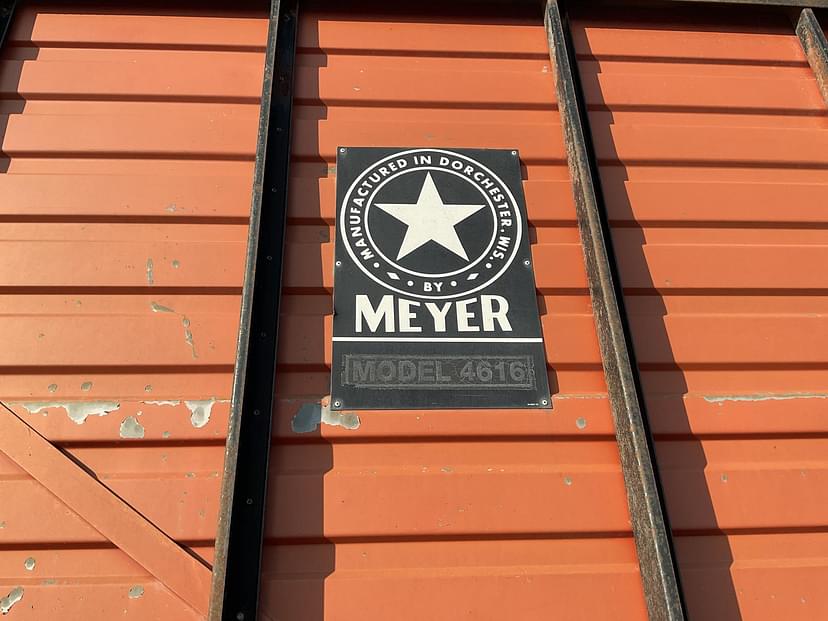 MANUFACTURED IN DORCHESTER, WIS.
BY
MEYER
MODEL 4616